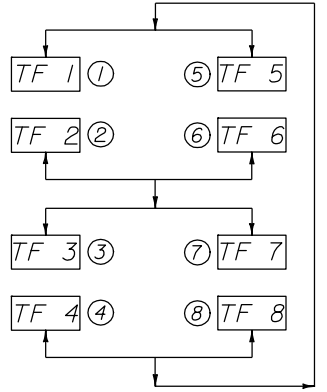 TF 1 ① ⑤ TF 5
TF 2 ② ⑥ TF 6
TF 3 ③ ⑦ TF 7
TF 4 ④ ⑧ TF 8